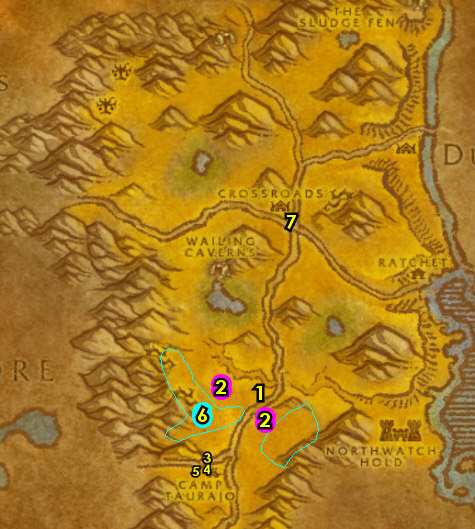 THE
SLUDGE FEN
DU
S
CROSSROADS
7
WAILING
CAVERNS
RATCHET
RE
2
1
6
2
NORTHWATCH
HOLD
3
5 4
CAMP
TAURAJO